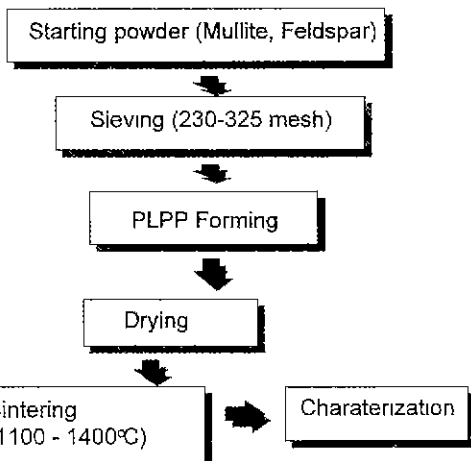 Starting powder (Mullite, Feldspar)
Sieving (230-325 mesh)
PLPP Forming
Drying
intering
1100 - 1400℃)
Charaterization